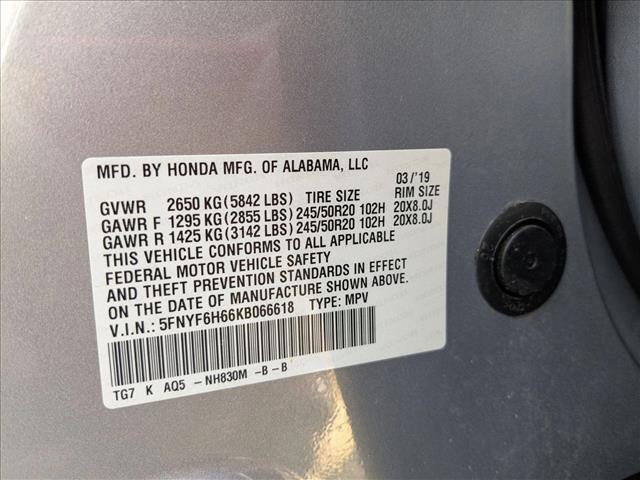 MFD. BY HONDA MFG. OF ALABAMA, LLC
03/'19
GVWR 2650 KG(5842 LBS) TIRE SIZE RIM SIZE
GAWR F 1295 KG(2855 LBS) 245/50R20 102H 20X8.0J
GAWR R 1425 KG(3142 LBS) 245/50R20 102H 20X8.0J
THIS VEHICLE CONFORMS TO ALL APPLICABLE
FEDERAL MOTOR VEHICLE SAFETY
AND THEFT PREVENTION STANDARDS IN EFFECT
ON THE DATE OF MANUFACTURE SHOWN ABOVE.
V.I.N.: 5FNYF6H66KB066618 TYPE: MPV
TG7 K AQ5 -NH830M -B -B